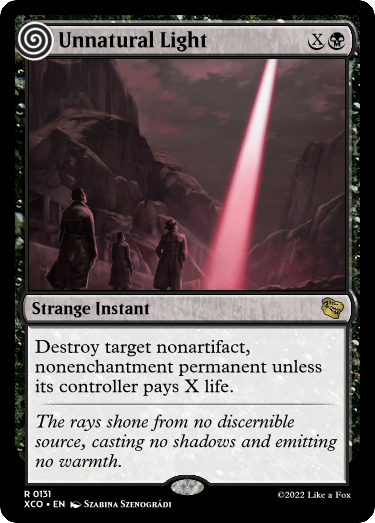 Unnatural Light X
Strange Instant
Destroy target nonartifact,
nonenchantment permanent unless
its controller pays X life.
The rays shone from no discernible
source, casting no shadows and emitting
no warmth.
R 0131
XCO • EN Szabina Szenográdi
©2022 Like a Fox